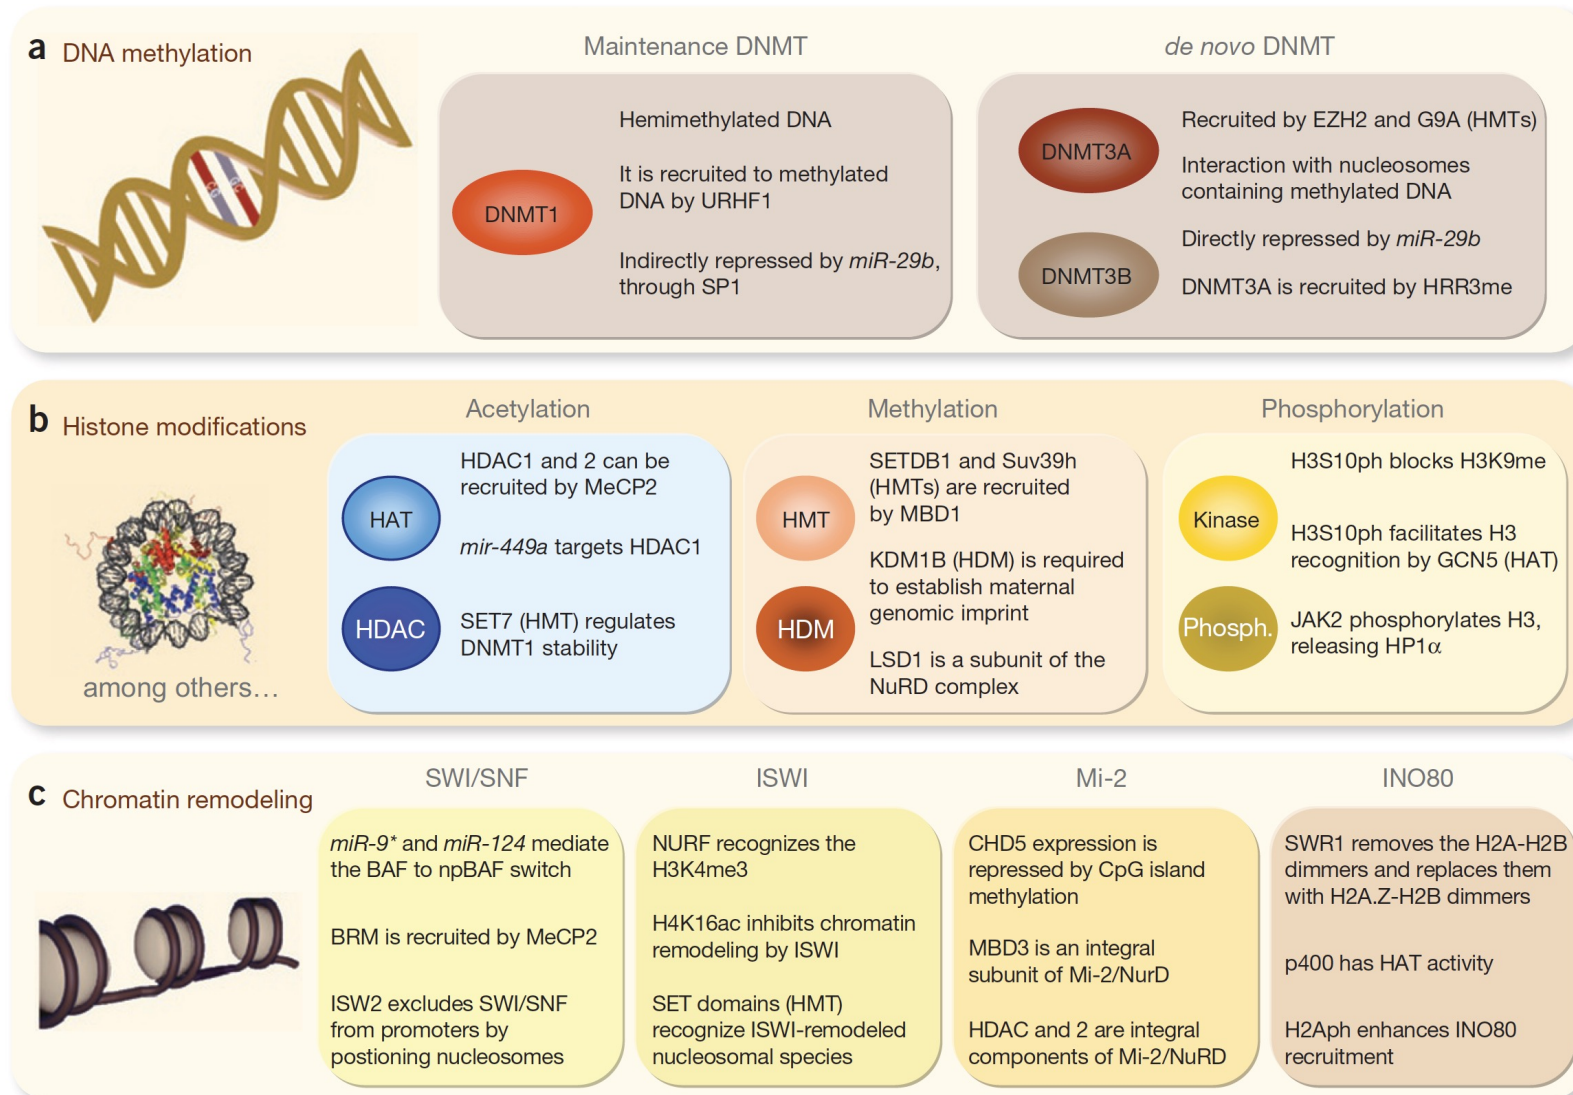 a DNA methylation
Maintenance DNMT
de novo DNMT
DNMT1
Hemimethylated DNA
It is recruited to methylated
DNA by URHF1
Indirectly repressed by miR-29b,
through SP1
DNMT3A
DNMT3B
Recruited by EZH2 and G9A (HMTs)
Interaction with nucleosomes
containing methylated DNA
Directly repressed by miR-29b
DNMT3A is recruited by HRR3me
b Histone modifications
among others...
Acetylation
HAT
HDAC
HDAC1 and 2 can be
recruited by MeCP2
mir-449a targets HDAC1
SET7 (HMT) regulates
DNMT1 stability
Methylation
HMT
HDM
SETDB1 and Suv39h
(HMTs) are recruited
by MBD1
KDM1B (HDM) is required
to establish maternal
genomic imprint
LSD1 is a subunit of the
NuRD complex
Phosphorylation
Kinase
Phosph.
H3S10ph blocks H3K9me
H3S10ph facilitates H3
recognition by GCN5 (HAT)
JAK2 phosphorylates H3,
releasing HP1α
c Chromatin remodeling
SWI/SNF
miR-9* and miR-124 mediate
the BAF to npBAF switch
BRM is recruited by MeCP2
ISW2 excludes SWI/SNF
from promoters by
postioning nucleosomes
ISWI
NURF recognizes the
H3K4me3
H4K16ac inhibits chromatin
remodeling by ISWI
SET domains (HMT)
recognize ISWI-remodeled
nucleosomal species
Mi-2
CHD5 expression is
repressed by CpG island
methylation
MBD3 is an integral
subunit of Mi-2/NurD
HDAC and 2 are integral
components of Mi-2/NuRD
INO80
SWR1 removes the H2A-H2B
dimmers and replaces them
with H2A.Z-H2B dimmers
p400 has HAT activity
H2Aph enhances INO80
recruitment